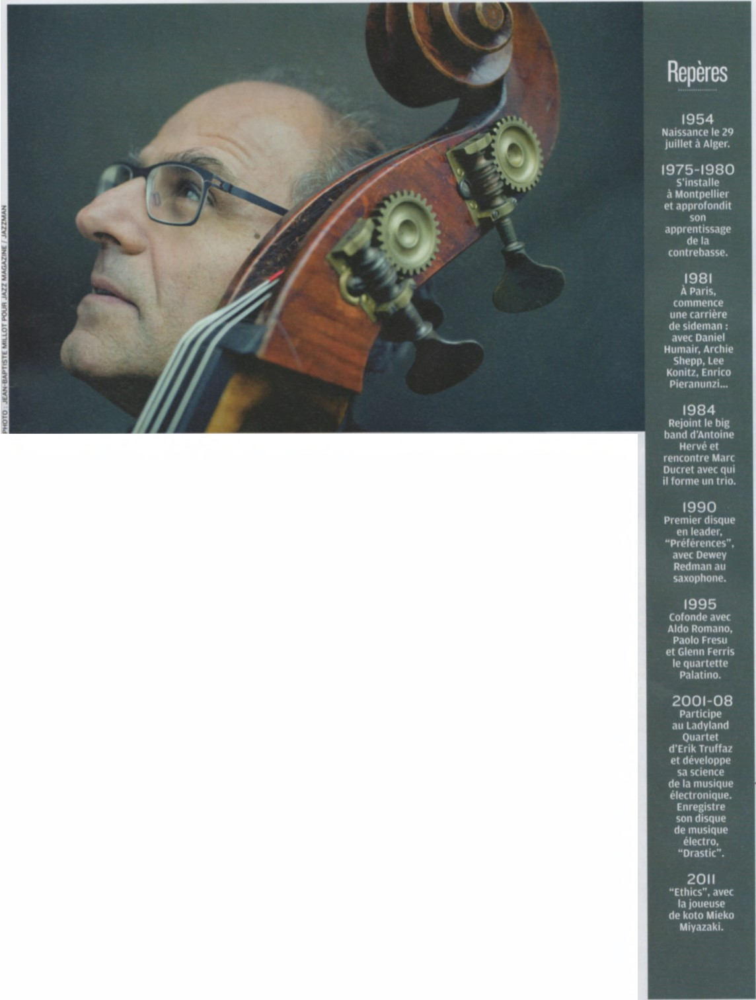 PHOTO : JEAN-BAPTISTE MILLOT POUR JAZZ MAGAZINE / JAZZMAN
Repères
1954
Naissance le 29
juillet à Alger.
1975-1980
S'installe
à Montpellier
et approfondit
son
apprentissage
de la
contrebasse.
1981
À Paris,
commence
une carrière
de sideman :
avec Daniel
Humair, Archie
Shepp, Lee
Konitz, Enrico
Pieranunzi...
1984
Rejoint le big
band d'Antoine
Hervé et
rencontre Marc
Ducret avec qui
il forme un trio.
1990
Premier disque
en leader,
“Préférences”,
avec Dewey
Redman au
saxophone.
1995
Cofonde avec
Aldo Romano,
Paolo Fresu
et Glenn Ferris
le quartette
Palatino.
2001-08
Participe
au Ladyland
Quartet
d'Erik Truffaz
et développe
sa science
de la musique
électronique.
Enregistre
son disque
de musique
électro,
“Drastic”.
2011
“Ethics”, avec
la joueuse
de koto Mieko
Miyazaki.